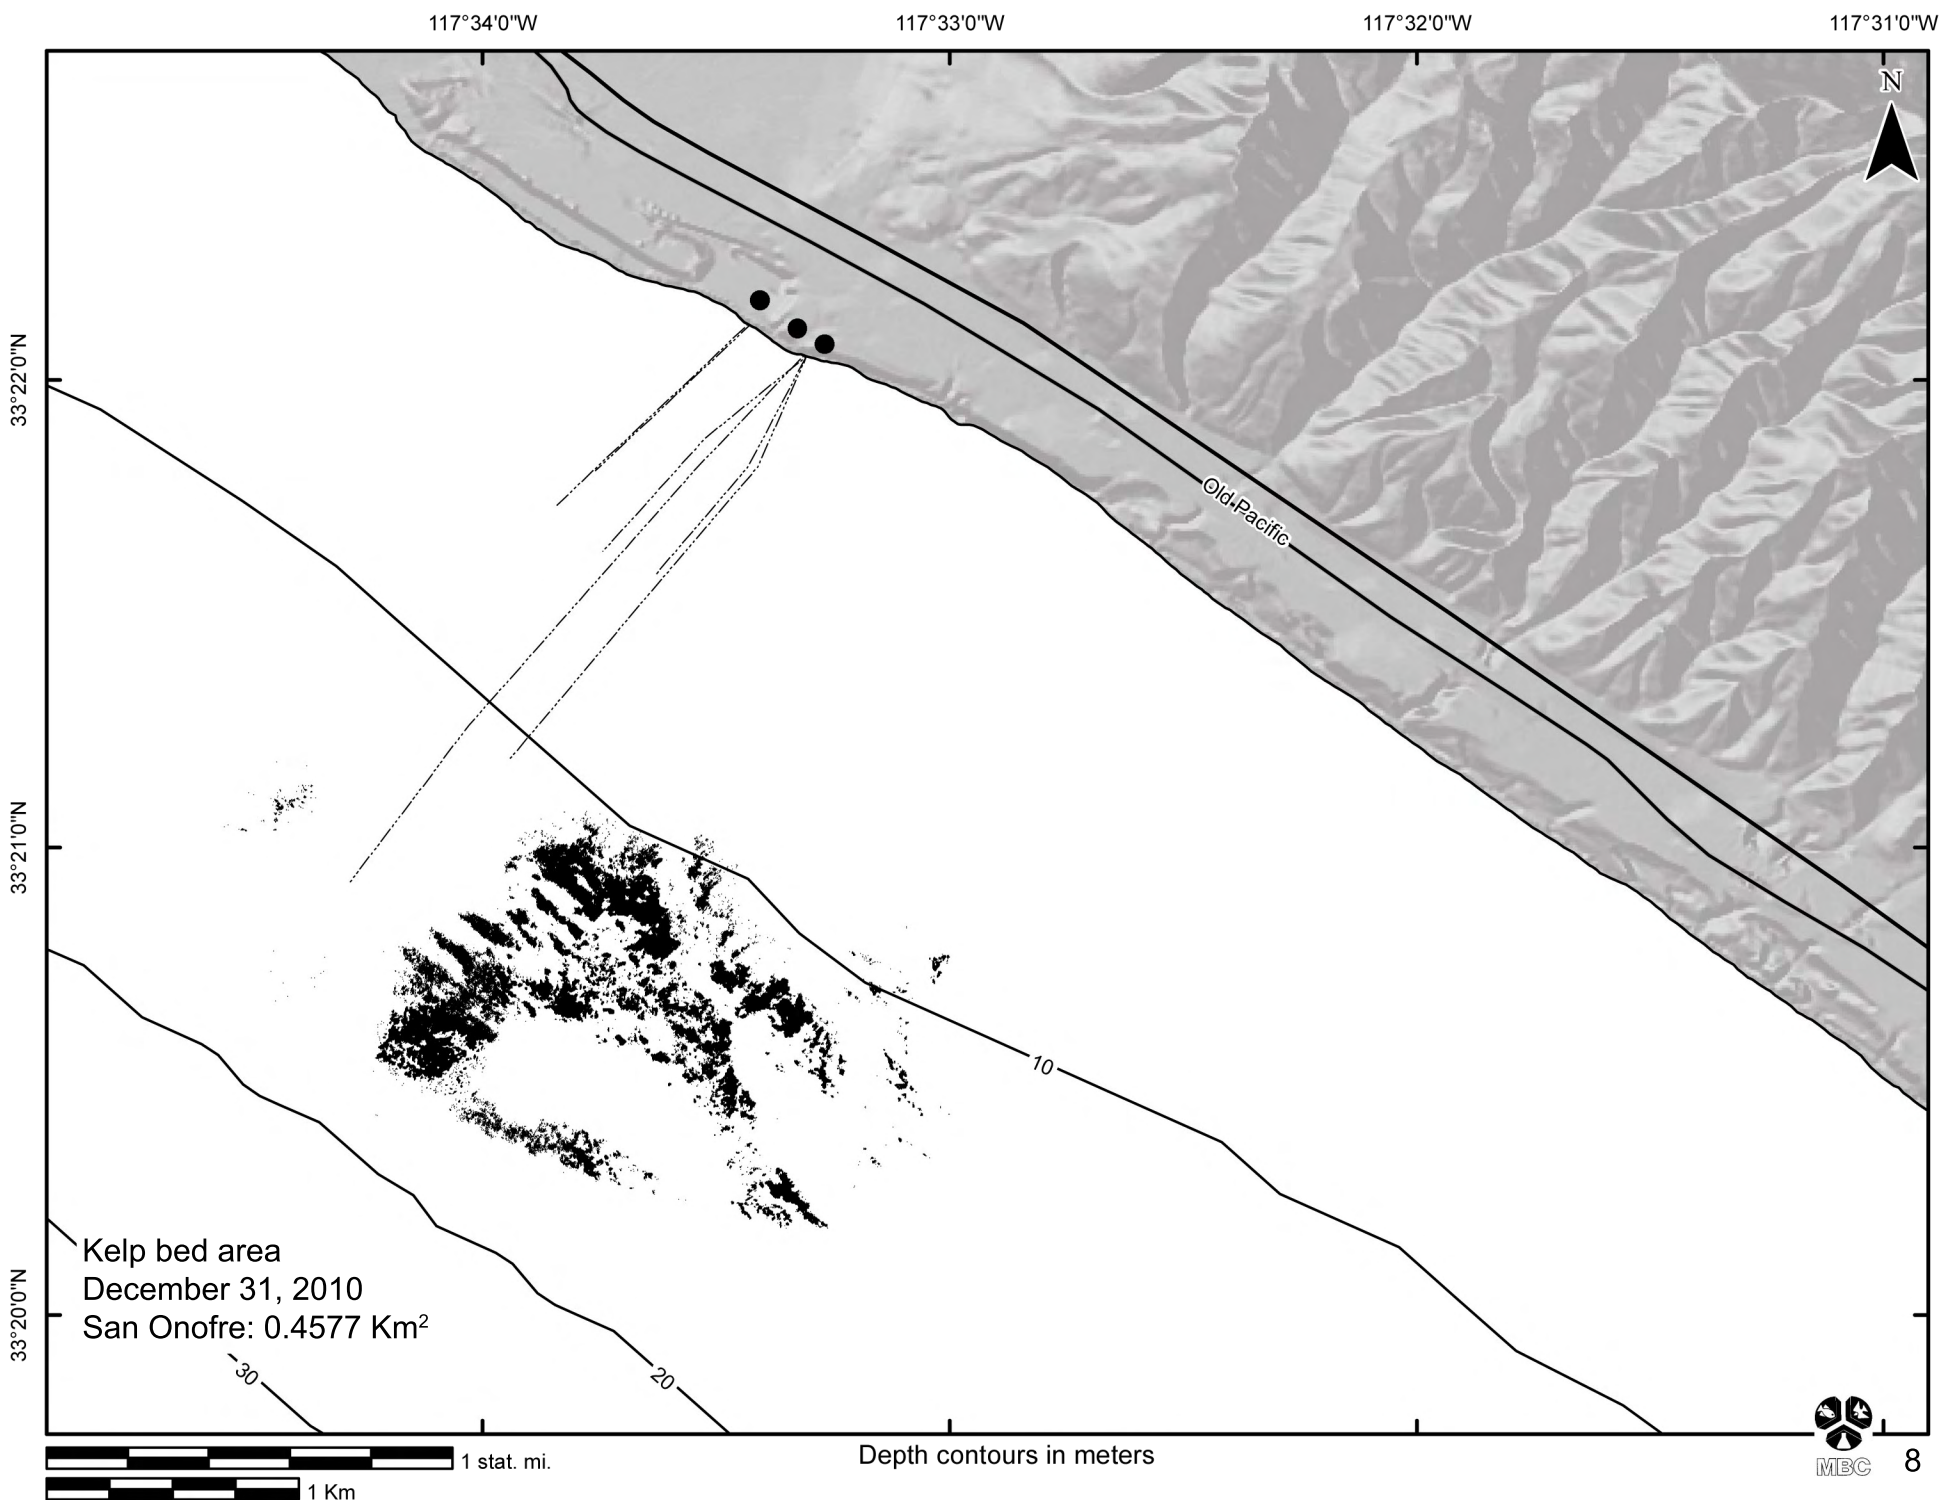 117°34'0"W
117°33'0"W
117°32'0"W
117°31'0"W
N
33°22'0"N
Old Pacific
33°21'0"N
10
33°20'0"N
Kelp bed area
December 31, 2010
San Onofre: 0.4577 Km²
30
20
1 stat. mi.
Depth contours in meters
MBC
8
1 Km